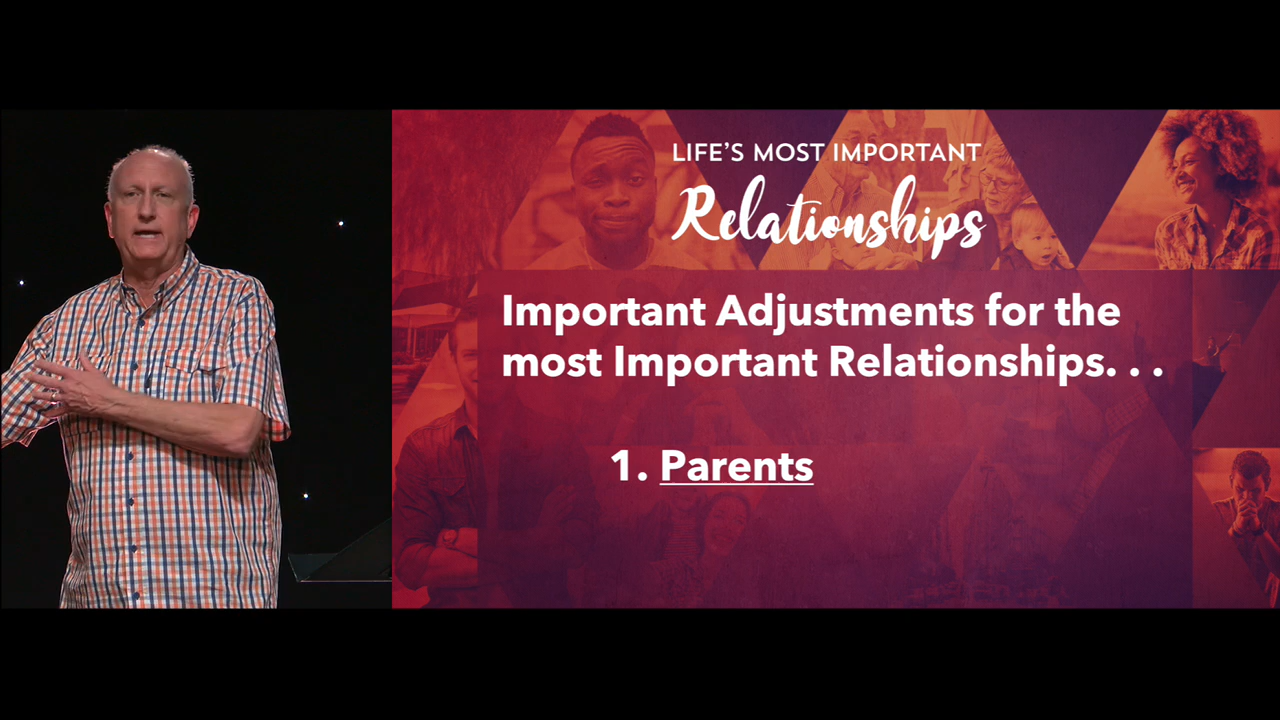 LIFE'S MOST IMPORTANT
Relationships
Important Adjustments for the
most Important Relationships. . .
1. Parents